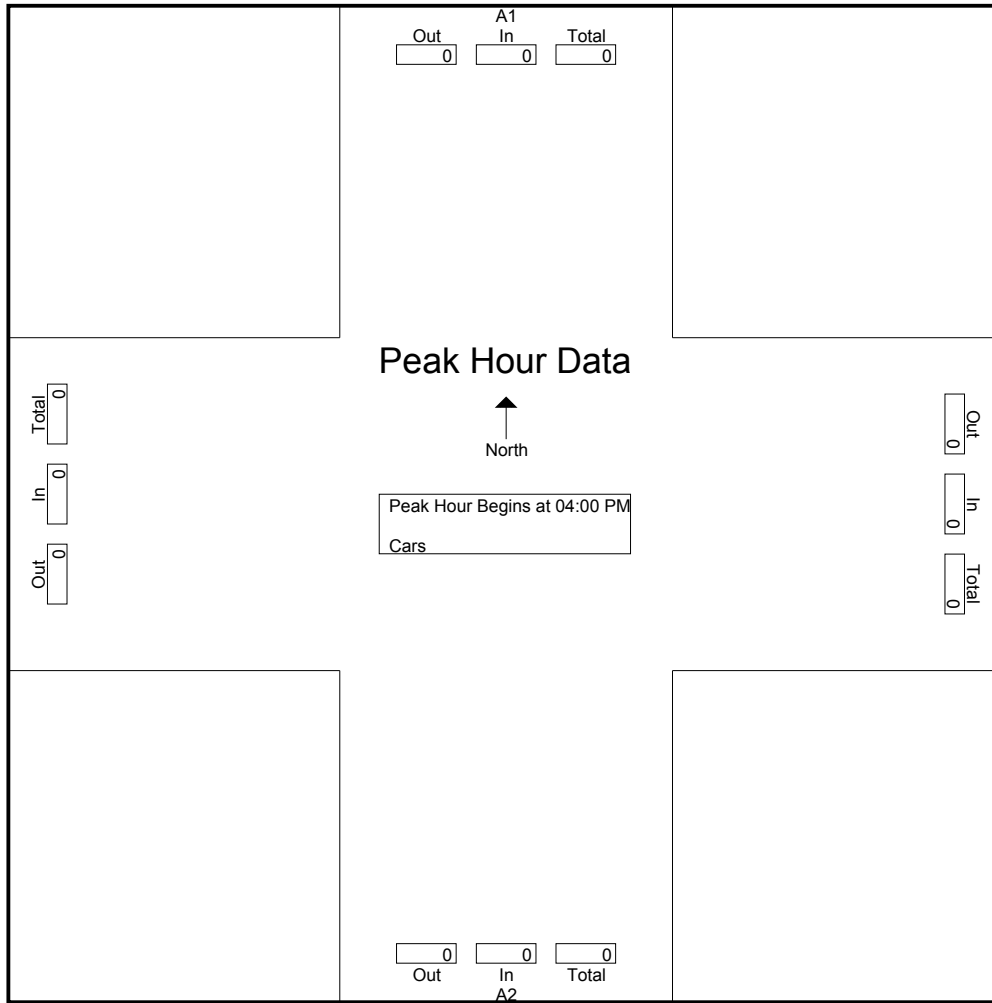 A1
Out In Total
0 0 0
Peak Hour Data
North
Peak Hour Begins at 04:00 PM
Cars
Total 0
In 0
Out 0
Out 0
In 0
Total 0
0 0 0
Out In Total
A2